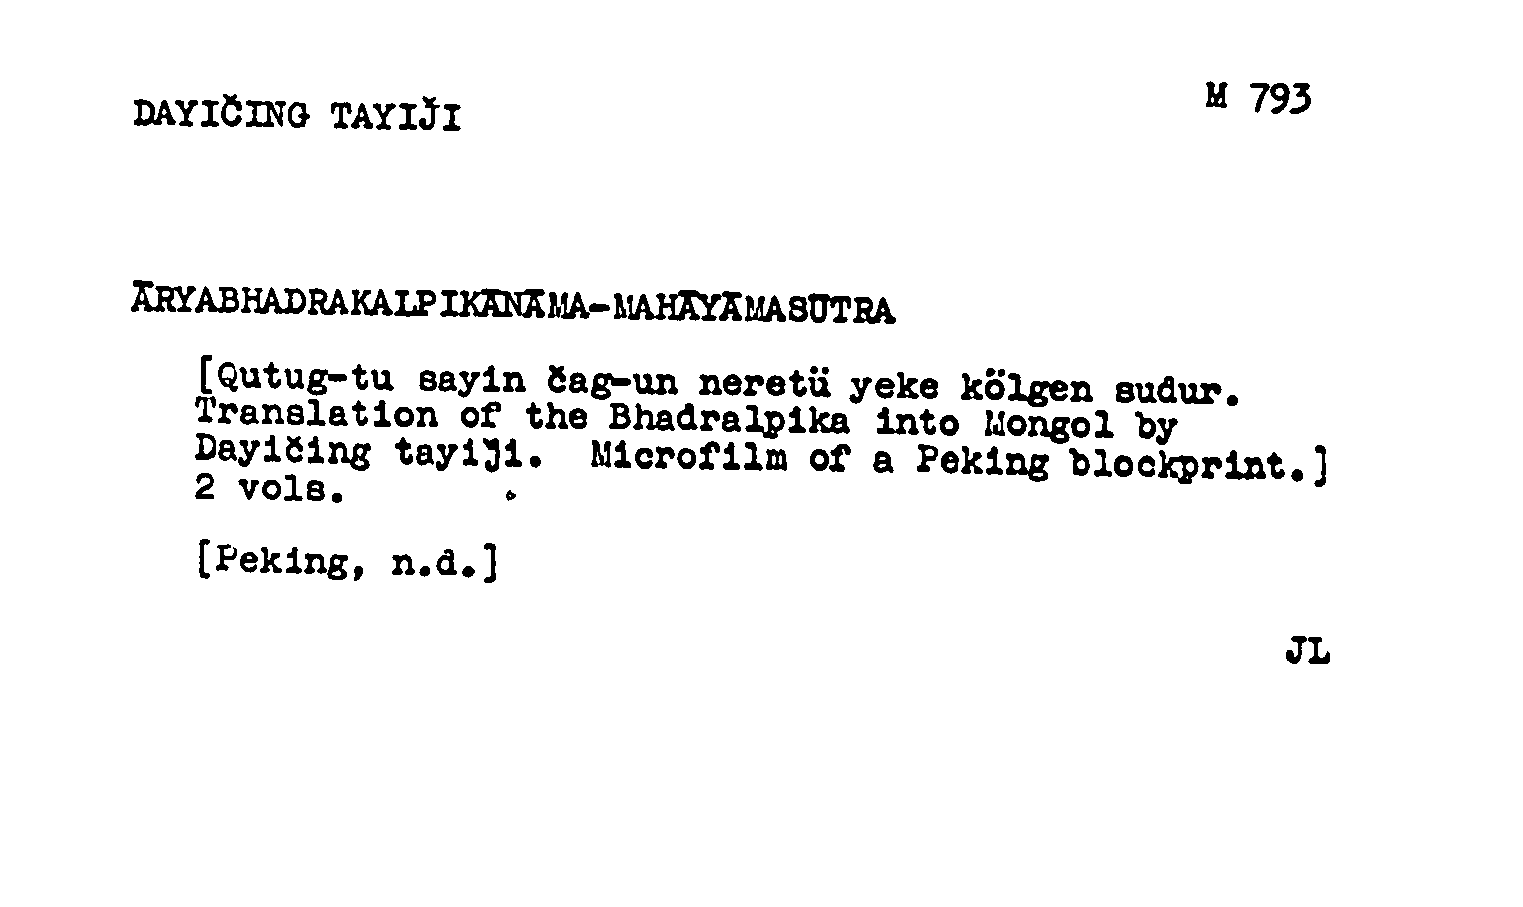 DAYIČING TAYIǰI
M 793
ĀRYABHADRAKALPIKĀNĀMA-MAHĀYĀMASŪTRA
[Qutug-tu sayin čag-un neretü yeke kölgen sudur.
Translation of the Bhadralpika into Mongol by
Dayičing tayiǰi. Microfilm of a Peking blockprint.]
2 vols.
[Peking, n.d.]
JL